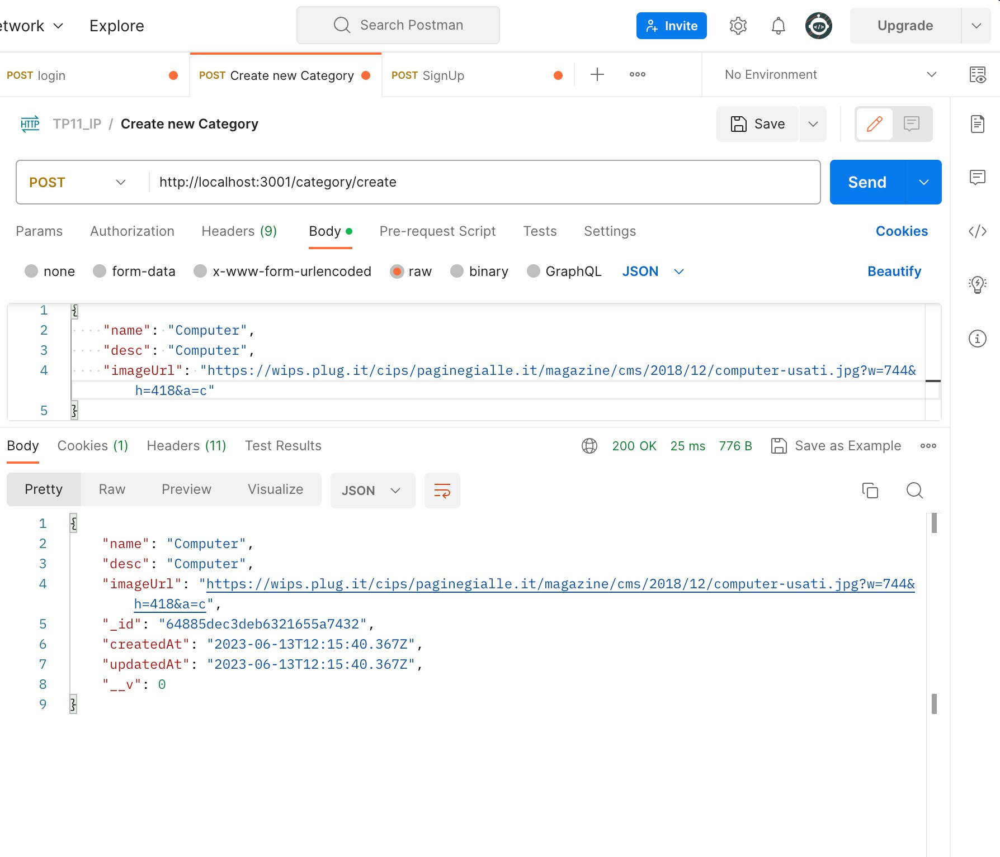 etwork Explore Search Postman Invite Upgrade
POST login POST Create new Category POST SignUp No Environment
HTTP TP11_IP / Create new Category Save
POST http://localhost:3001/category/create Send
Params Authorization Headers (9) Body Pre-request Script Tests Settings Cookies
none form-data x-www-form-urlencoded raw binary GraphQL JSON Beautify
1 {
2 "name": "Computer",
3 "desc": "Computer",
4 "imageUrl": "https://wips.plug.it/cips/paginegialle.it/magazine/cms/2018/12/computer-usati.jpg?w=744&
h=418&a=c"
5 }
Body Cookies (1) Headers (11) Test Results 200 OK 25 ms 776 B Save as Example
Pretty Raw Preview Visualize JSON
1 {
2 "name": "Computer",
3 "desc": "Computer",
4 "imageUrl": "https://wips.plug.it/cips/paginegialle.it/magazine/cms/2018/12/computer-usati.jpg?w=744&
h=418&a=c",
5 "_id": "64885dec3deb6321655a7432",
6 "createdAt": "2023-06-13T12:15:40.367Z",
7 "updatedAt": "2023-06-13T12:15:40.367Z",
8 "__v": 0
9 }